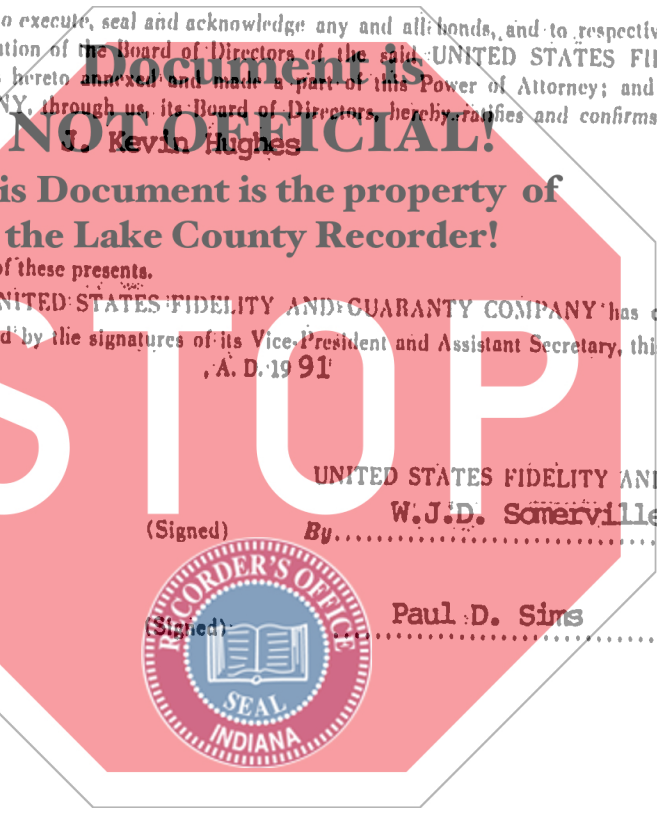 o execute, seal and acknowledge any and all bonds, and to respectiv
ution of the Board of Directors of the said, UNITED STATES FI
Document is
hereto annexed and made a part of this Power of Attorney; and
NY, through us, its Board of Directors, hereby ratifies and confirms
NOT OFFICIAL!
J. Kevin Hughes
is Document is the property of
the Lake County Recorder!
of these presents.
NITED STATES FIDELITY AND GUARANTY COMPANY has
d by the signatures of its Vice-President and Assistant Secretary, thi
, A. D. 19 91
STOP
UNITED STATES FIDELITY AN
W.J.D. Somerville
(Signed) By
RECORDER'S OFFICE
Paul D. Sims
(Signed)
SEAL
INDIANA